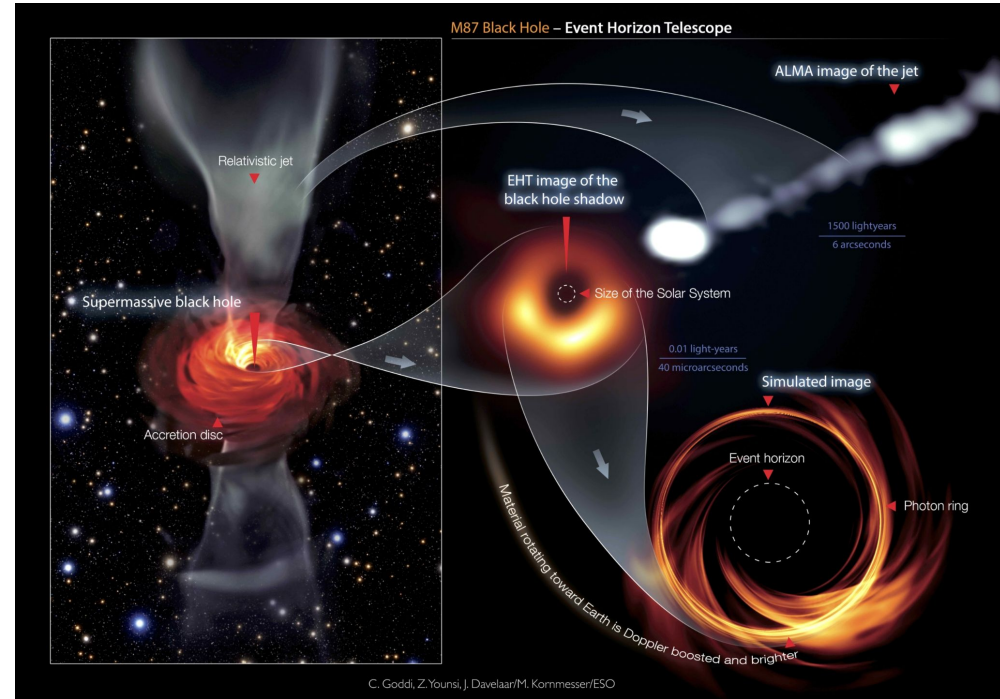 M87 Black Hole – Event Horizon Telescope
ALMA image of the jet
Relativistic jet
EHT image of the
black hole shadow
1500 lightyears
6 arcseconds
Supermassive black hole
Size of the Solar System
0.01 light-years
40 microarcseconds
Simulated image
Accretion disc
Event horizon
Photon ring
Material rotating toward Earth is Doppler boosted and brighter
C. Goddi, Z. Younsi, J. Davelaar/M. Kornmesser/ESO